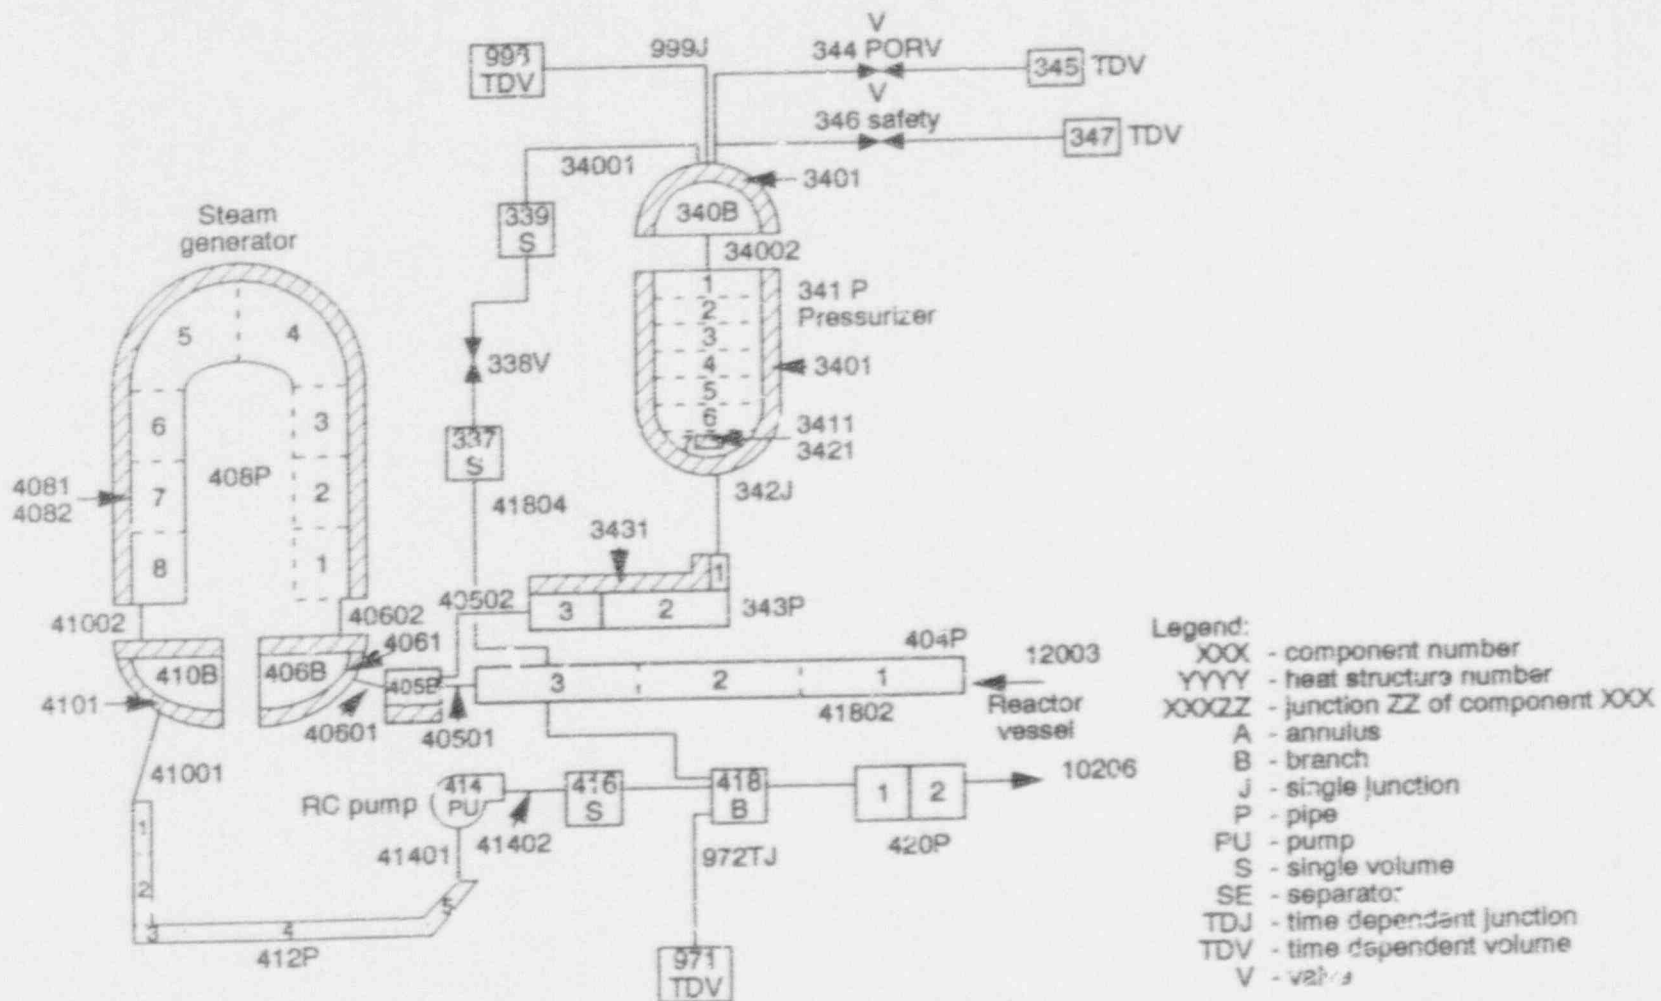 V
344 PORV
999J
TDV
345 TDV
V
346 safety
347 TDV
34001
3401
339
S
340B
34002
Steam
generator
1
2
3
4
5
6
7
341 P
Pressurizer
3401
3411
3421
338V
337
S
342J
5
4
6
3
7
2
8
1
408P
4081
4082
41804
3431
1
3
2
343P
40502
41002
40602
4061
404P
12003
Reactor
vessel
410B
406B
405B
3
2
1
4101
40601
40501
41802
41001
RC pump
414
PU
416
S
418
B
1
2
10206
41401
41402
972TJ
420P
1
2
3
4
5
412P
971
TDV
Legend:
XXX - component number
YYYY - heat structure number
XXXZZ - junction ZZ of component XXX
A - annulus
B - branch
J - single junction
P - pipe
PU - pump
S - single volume
SE - separator
TDJ - time dependent junction
TDV - time dependent volume
V - valve